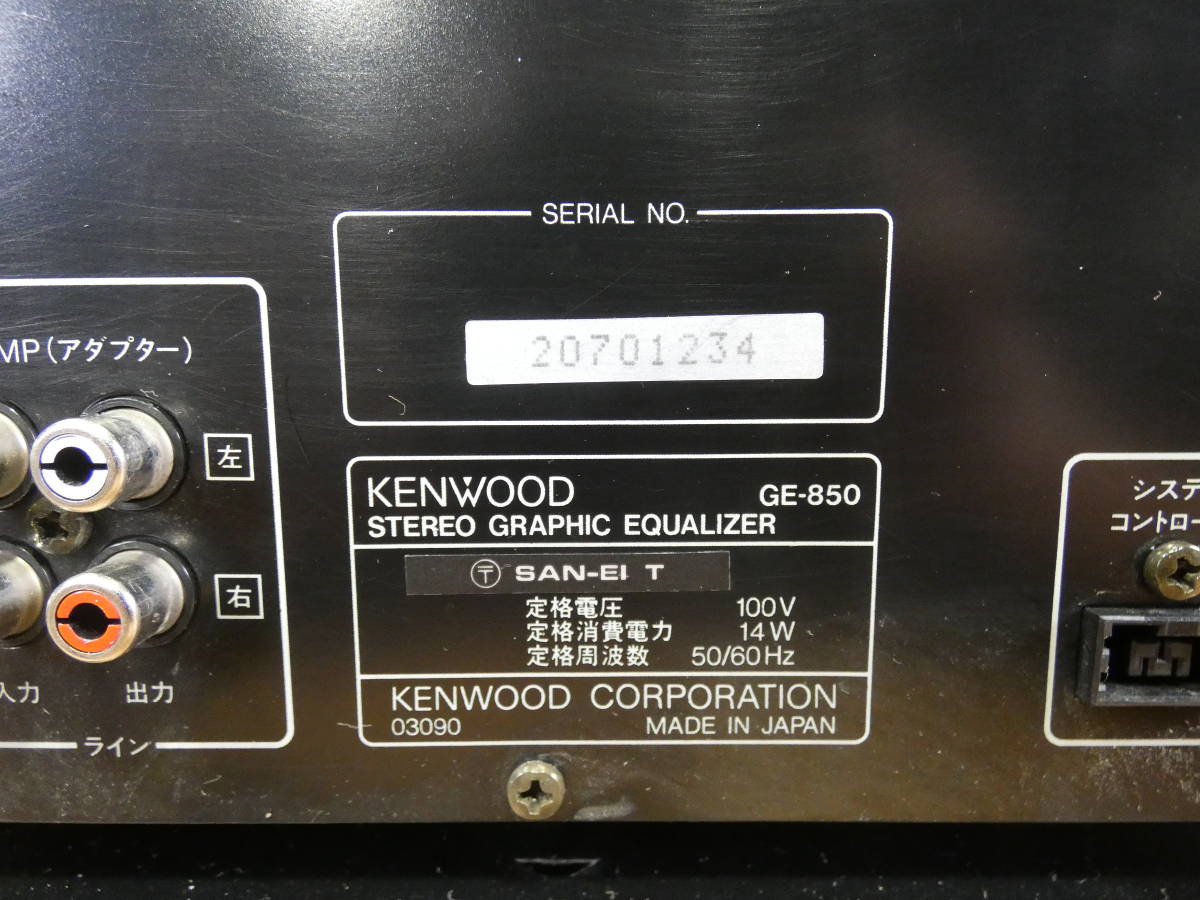 SERIAL NO.
20701234
MP(アダプター)
左
右
入力
出力
ライン
KENWOOD
GE-850
STEREO GRAPHIC EQUALIZER
〒 SAN-EI T
定格電圧 100V
定格消費電力 14W
定格周波数 50/60Hz
KENWOOD CORPORATION
03090 MADE IN JAPAN
システ
コントロー